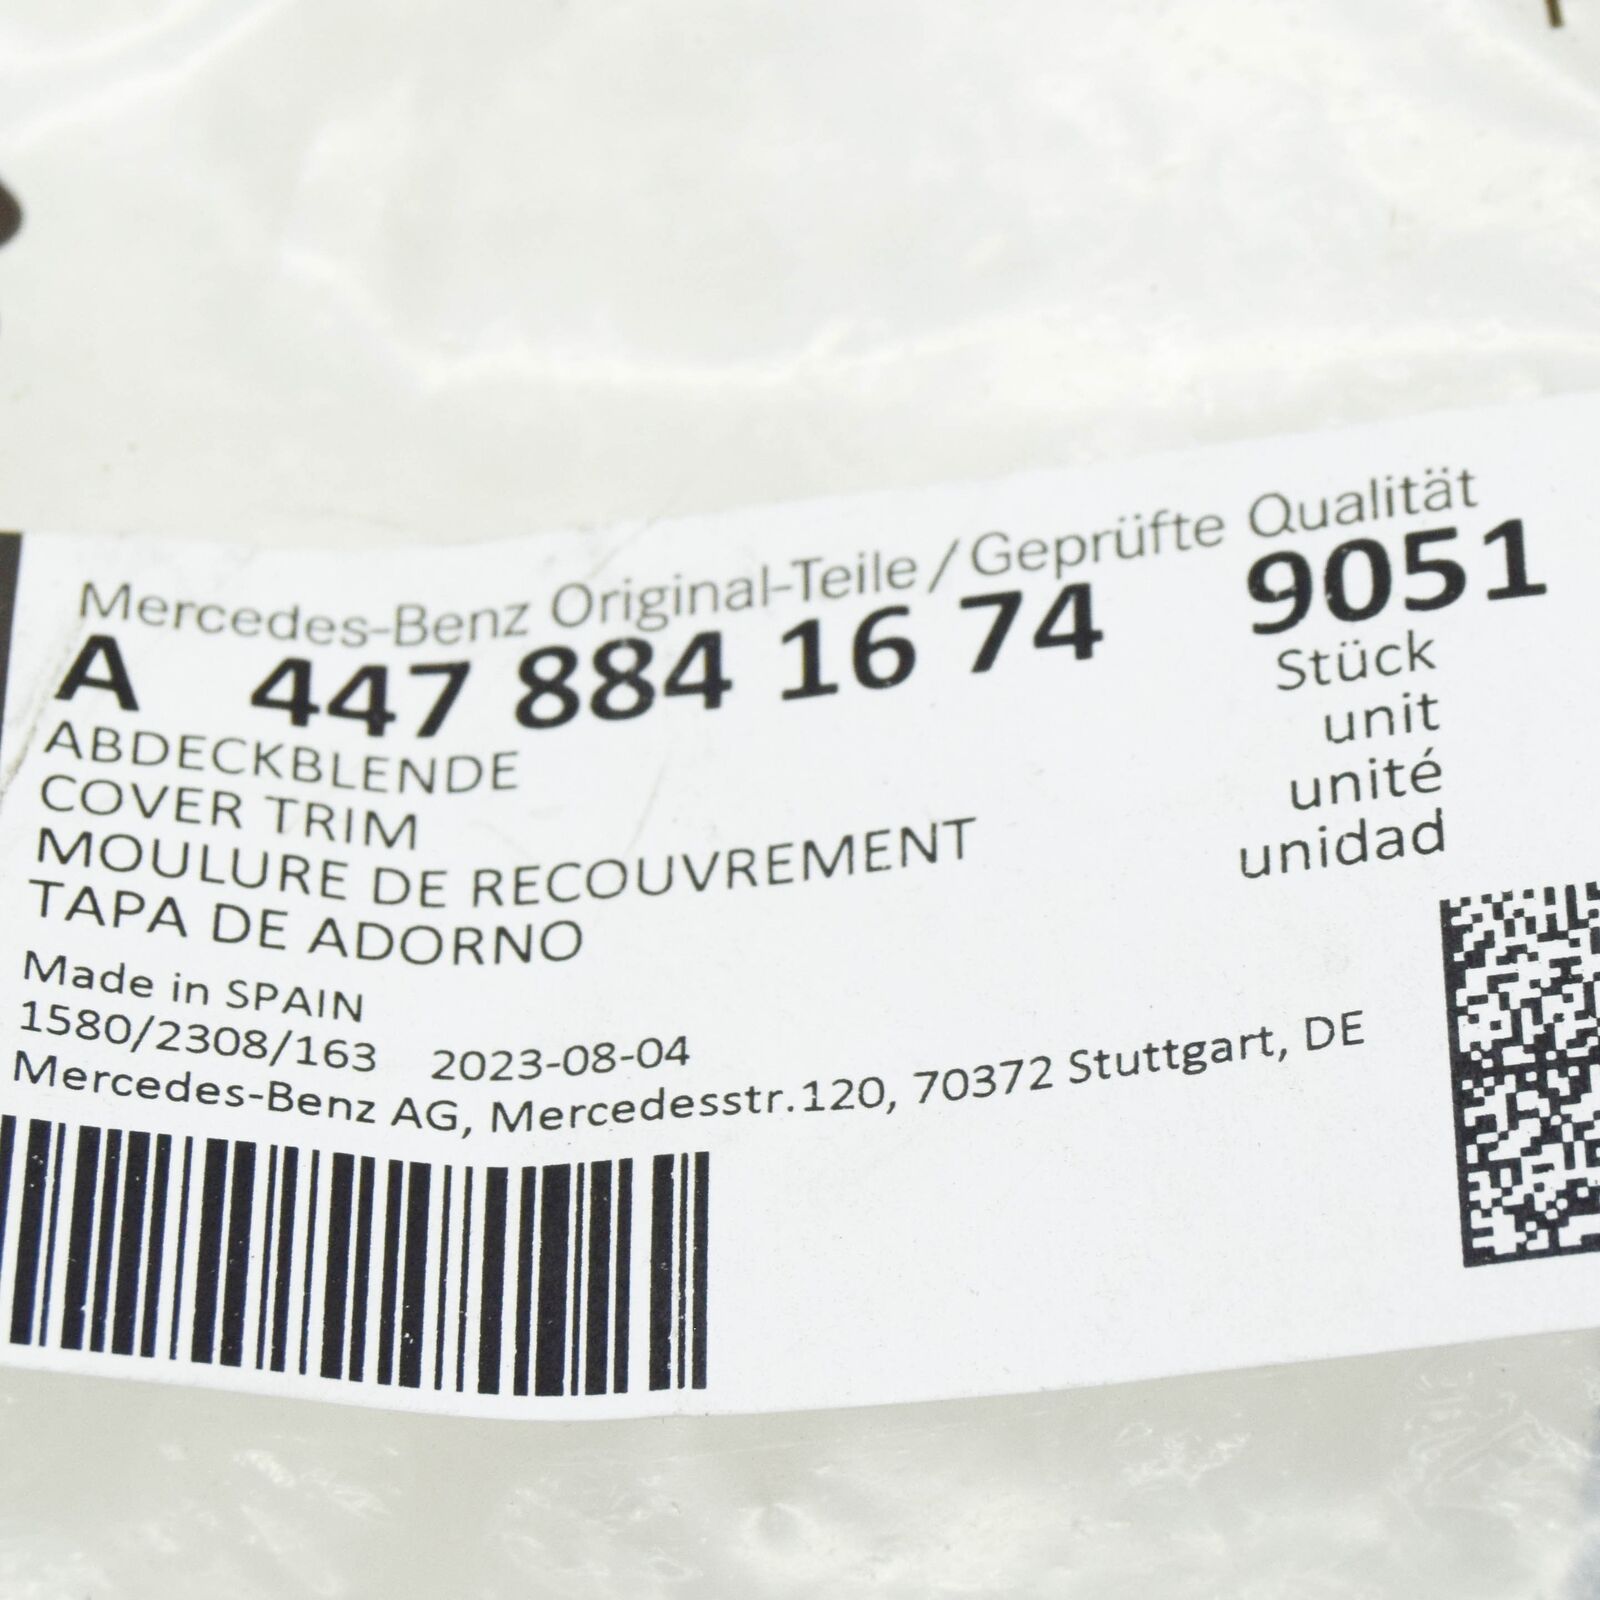 Mercedes-Benz Original-Teile / Geprüfte Qualität
A 447 884 16 74 9051
ABDECKBLENDE
COVER TRIM
MOULURE DE RECOUVREMENT
TAPA DE ADORNO
Stück
unit
unité
unidad
Made in SPAIN
1580/2308/163 2023-08-04
Mercedes-Benz AG, Mercedesstr.120, 70372 Stuttgart, DE